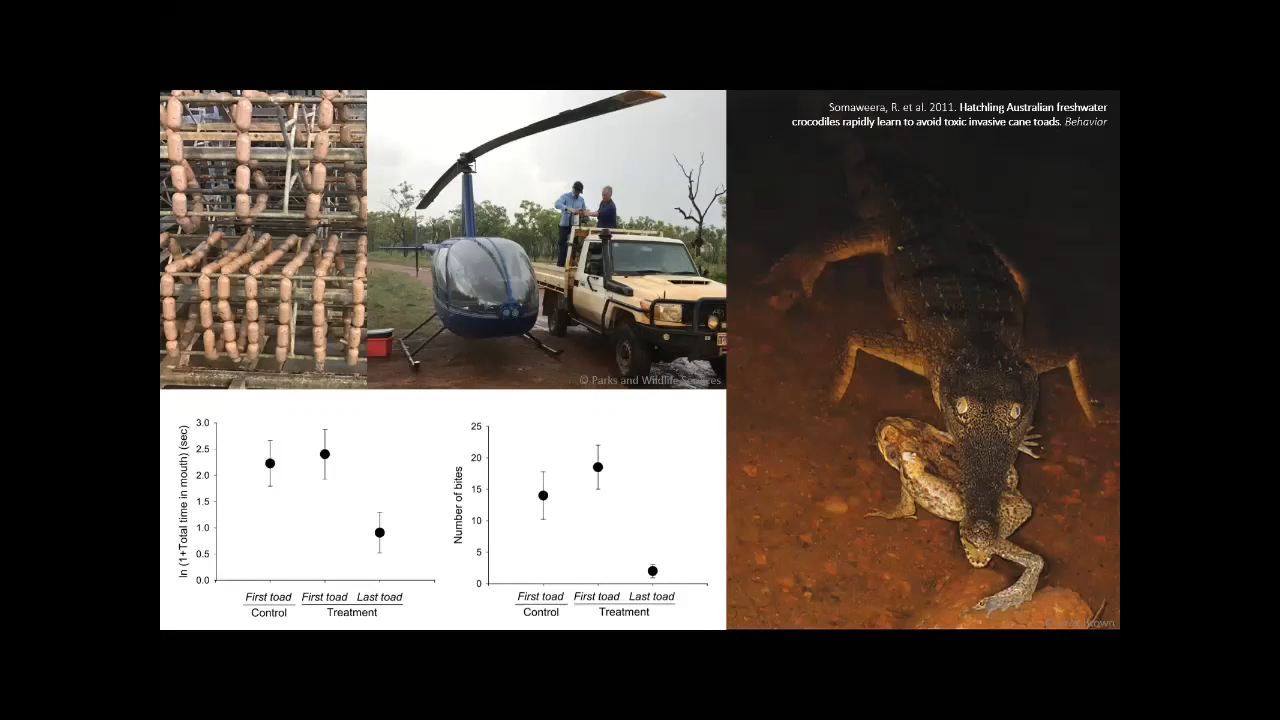 Somaweera, R. et al. 2011. Hatchling Australian freshwater
crocodiles rapidly learn to avoid toxic invasive cane toads. Behavior
© Parks and Wildlife Services
ln (1+Total time in mouth) (sec)
3.0
2.5
2.0
1.5
1.0
0.5
0.0
First toad First toad Last toad
Control Treatment
Number of bites
25
20
15
10
5
0
First toad First toad Last toad
Control Treatment
Brown